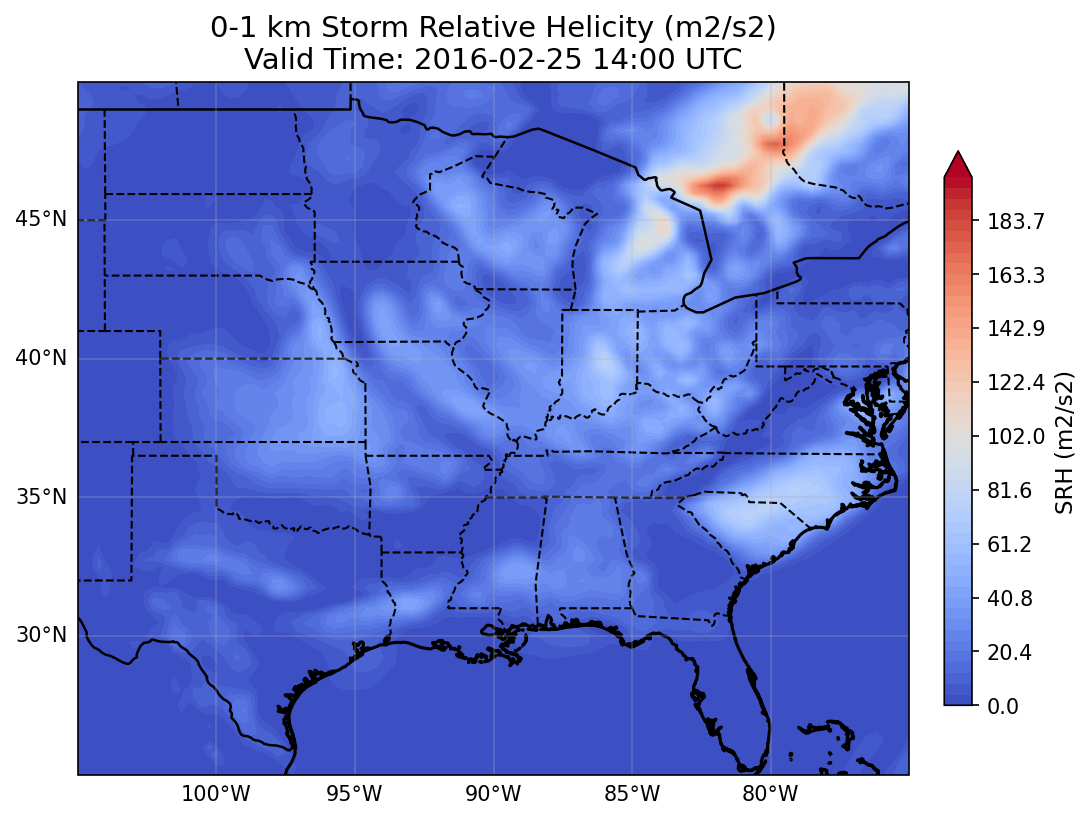 0-1 km Storm Relative Helicity (m2/s2)
Valid Time: 2016-02-25 14:00 UTC
45°N
40°N
35°N
30°N
100°W
95°W
90°W
85°W
80°W
183.7
163.3
142.9
122.4
102.0
81.6
61.2
40.8
20.4
0.0
SRH (m2/s2)